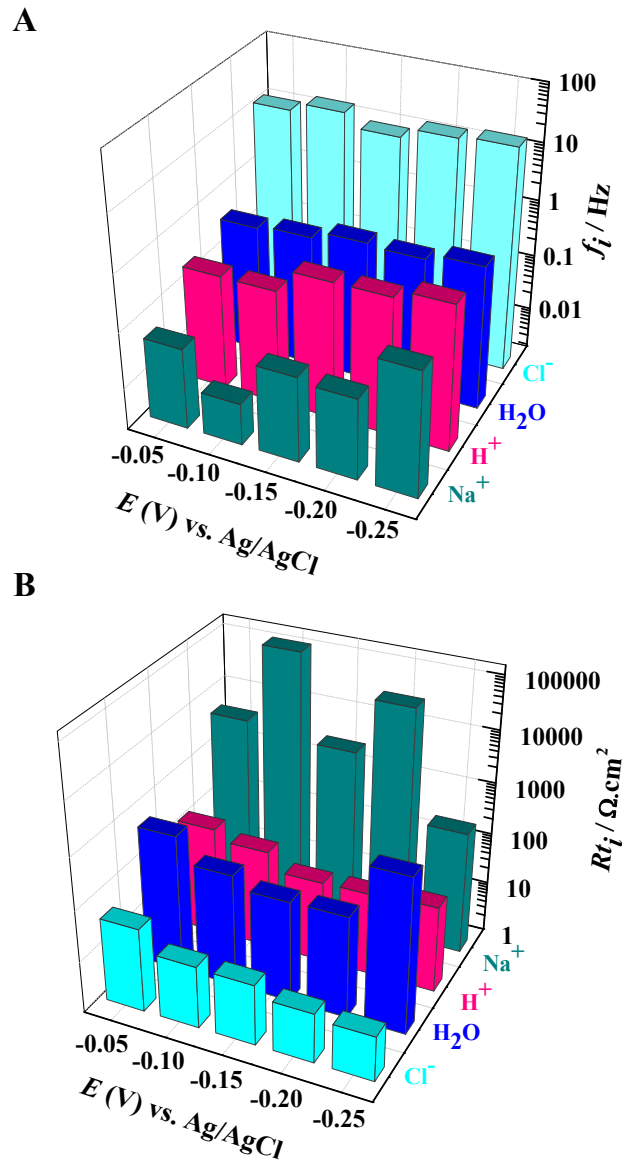 A
100
10
1
0.1
0.01
f_i / Hz
Cl⁻
H₂O
H⁺
Na⁺
-0.05
-0.10
-0.15
-0.20
-0.25
E (V) vs. Ag/AgCl
B
100000
10000
1000
100
10
1
Rt_i / Ω.cm²
Na⁺
H⁺
H₂O
Cl⁻
-0.05
-0.10
-0.15
-0.20
-0.25
E (V) vs. Ag/AgCl